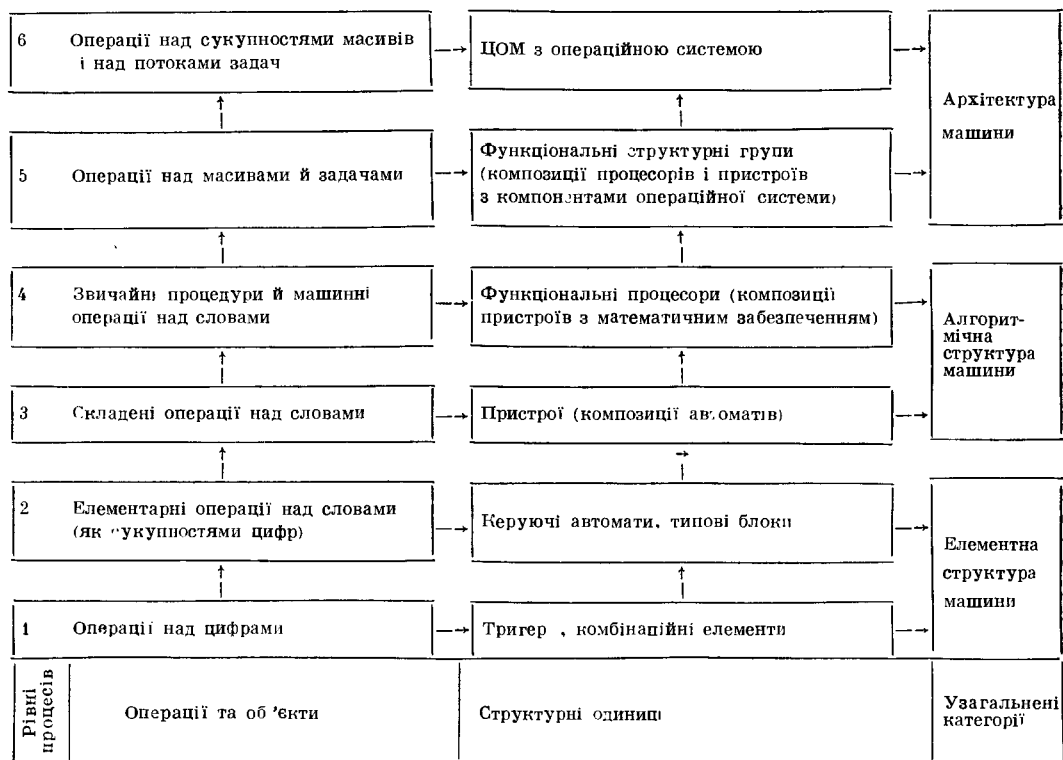 6 Операції над сукупностями масивів
і над потоками задач
ЦОМ з операційною системою
Архітектура
машини
5 Операції над масивами й задачами
Функціональні структурні групи
(композиції процесорів і пристроїв
з компонентами операційної системи)
4 Звичайні процедури й машинні
операції над словами
Функціональні процесори (композиції
пристроїв з математичним забезпеченням)
Алгорит-
мічна
структура
машини
3 Складені операції над словами
Пристрої (композиції автоматів)
2 Елементарні операції над словами
(як сукупностями цифр)
Керуючі автомати, типові блоки
Елементна
структура
машини
1 Операції над цифрами
Тригер , комбінаційні елементи
Рівні
процесів
Операції та об'єкти
Структурні одиниці
Узагальнені
категорії